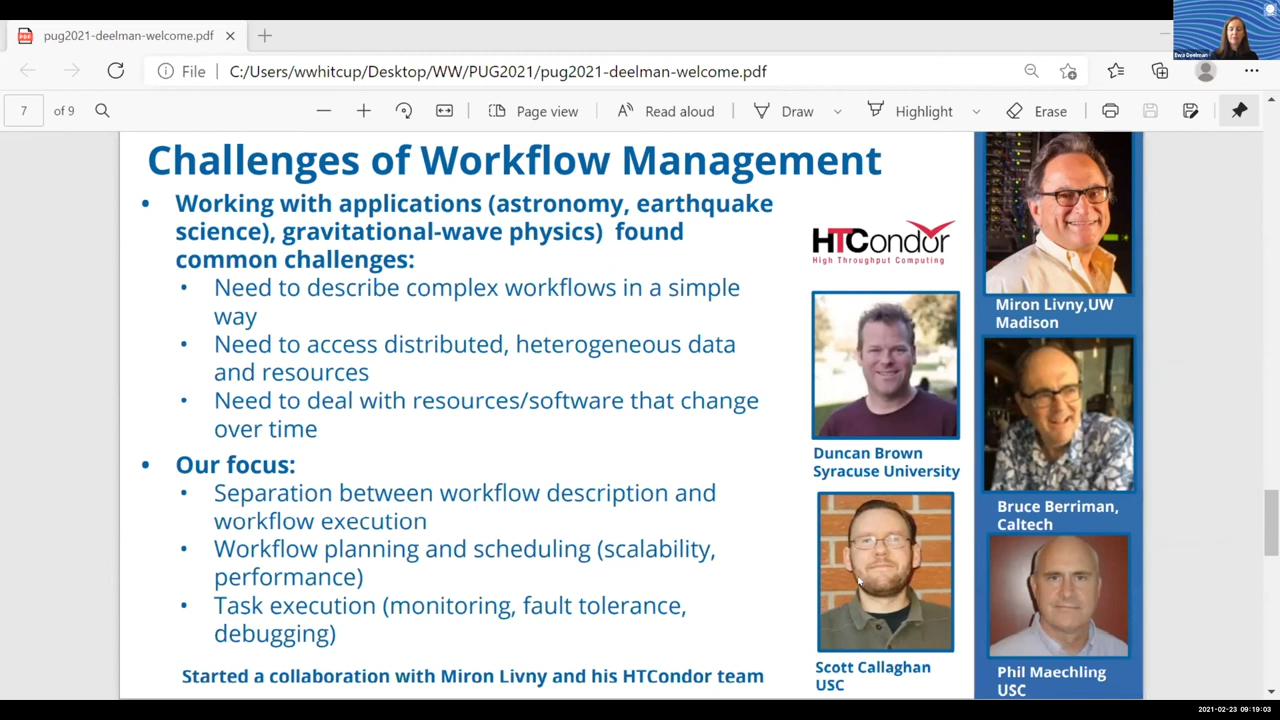 pug2021-deelman-welcome.pdf
Ewa Deelman
File C:/Users/wwhitcup/Desktop/WW/PUG2021/pug2021-deelman-welcome.pdf
7 of 9 Page view Read aloud Draw Highlight Erase
Challenges of Workflow Management
• Working with applications (astronomy, earthquake
science), gravitational-wave physics) found
common challenges:
• Need to describe complex workflows in a simple
way
• Need to access distributed, heterogeneous data
and resources
• Need to deal with resources/software that change
over time
• Our focus:
• Separation between workflow description and
workflow execution
• Workflow planning and scheduling (scalability,
performance)
• Task execution (monitoring, fault tolerance,
debugging)
Started a collaboration with Miron Livny and his HTCondor team
HTCondor
High Throughput Computing
Duncan Brown
Syracuse University
Scott Callaghan
USC
Miron Livny,UW
Madison
Bruce Berriman,
Caltech
Phil Maechling
USC
2021-02-23 09:19:03